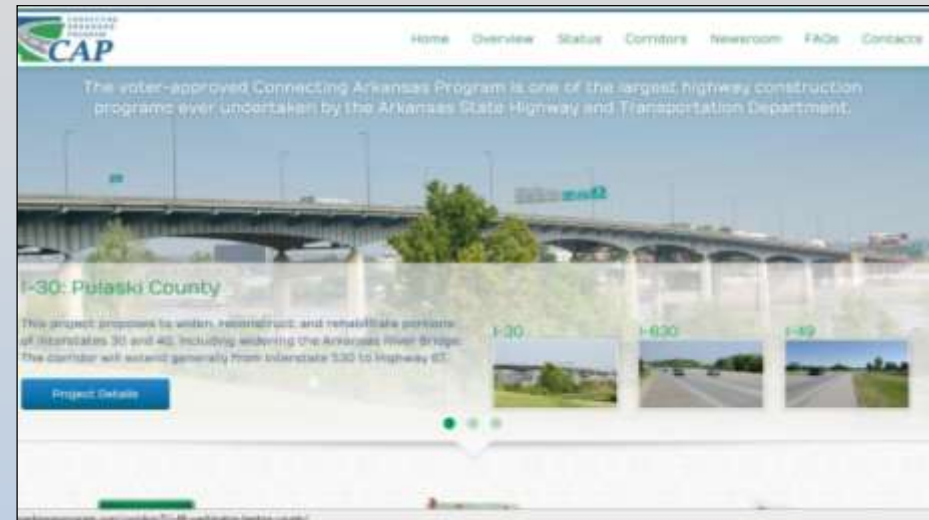 CONNECTING
ARKANSAS
PROGRAM
CAP
Home Overview Status Corridors Newsroom FAQs Contacts
The voter-approved Connecting Arkansas Program is one of the largest highway construction
programs ever undertaken by the Arkansas State Highway and Transportation Department.
I-30: Pulaski County
This project proposes to widen, reconstruct, and rehabilitate portions
of Interstates 30 and 40, including widening the Arkansas River Bridge.
The corridor will extend generally from Interstate 530 to Highway 67.
Project Details
I-30 I-630 I-49